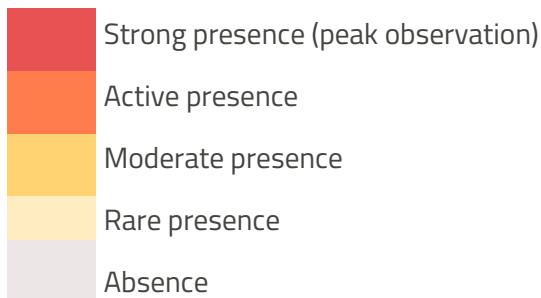 Strong presence (peak observation)
Active presence
Moderate presence
Rare presence
Absence